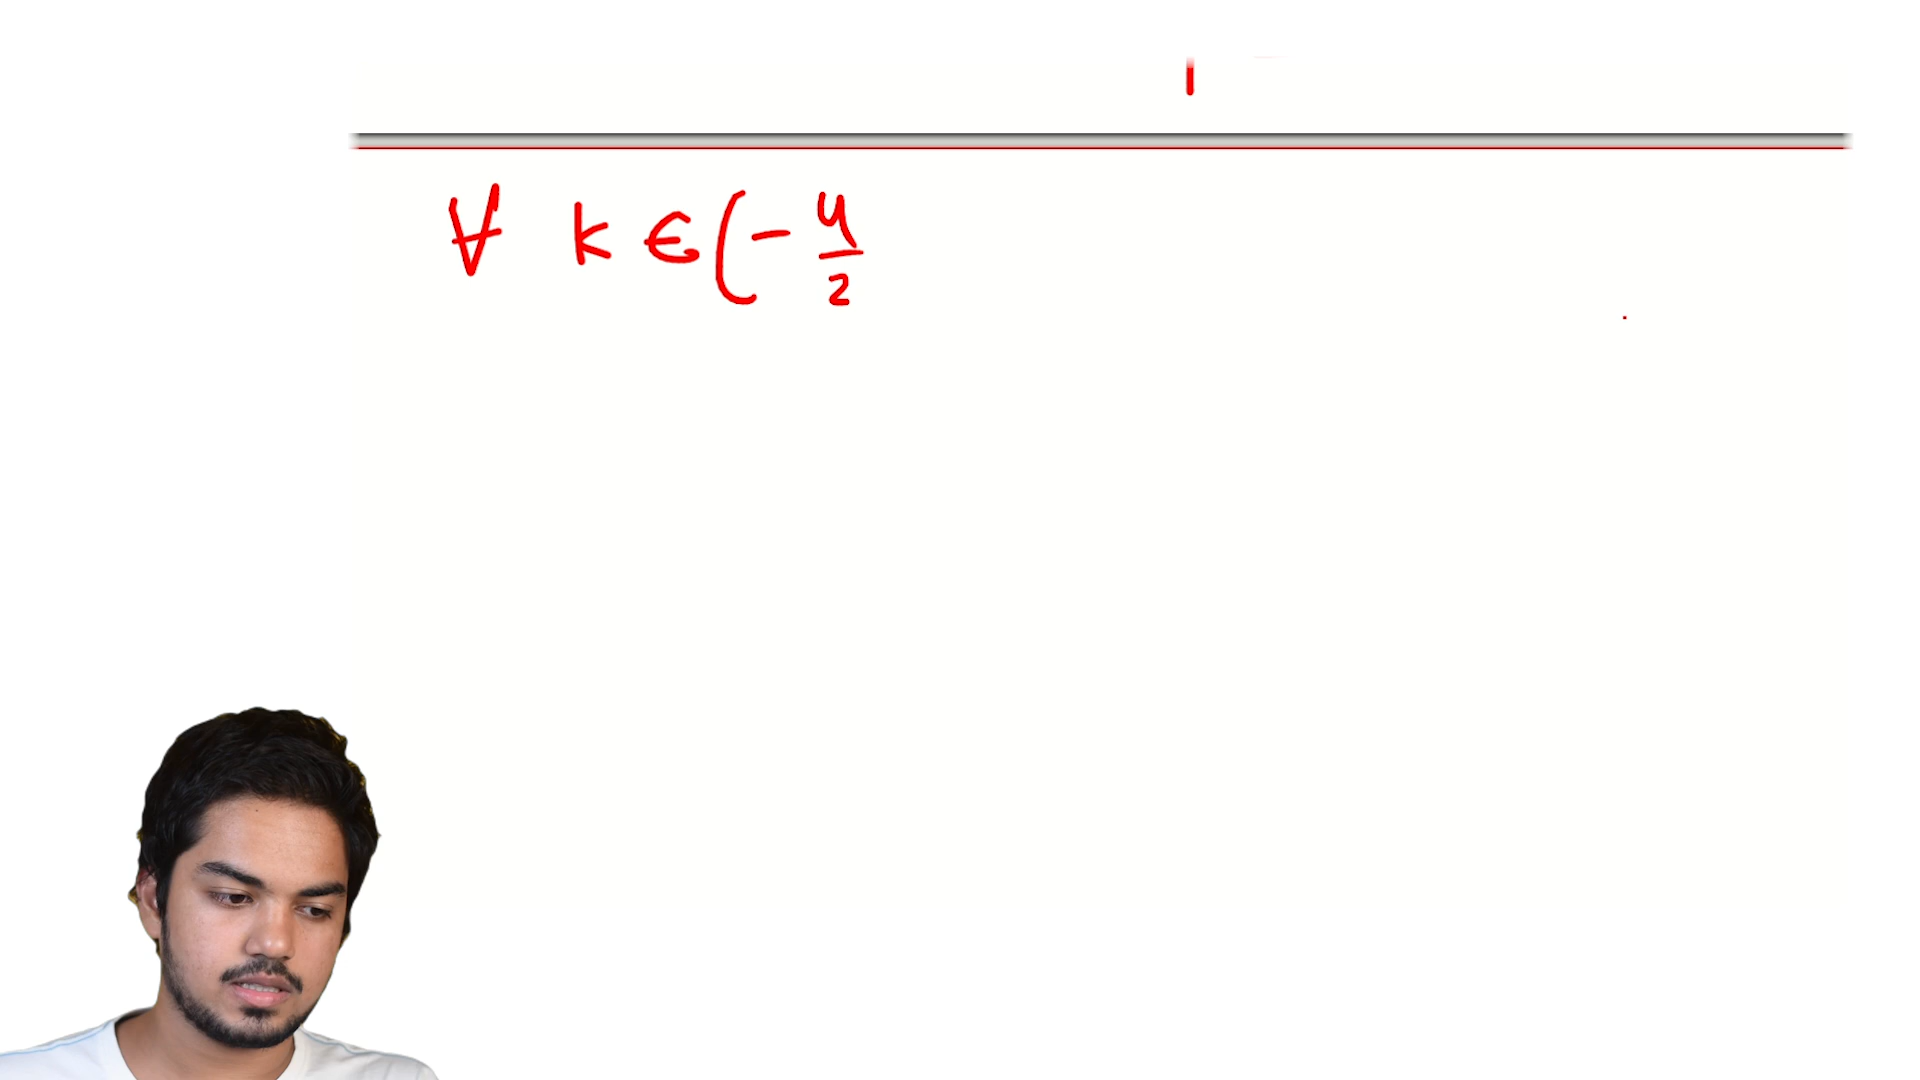 ∀ k ∈ (- 4/2